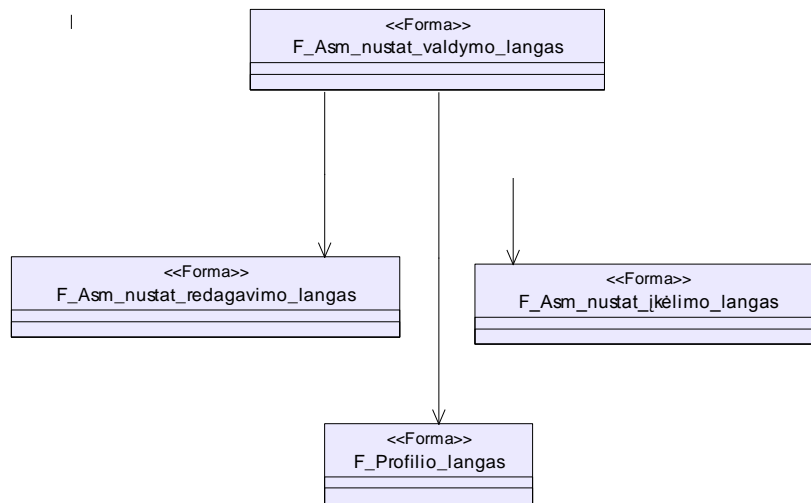 <<Forma>>
F_Asm_nustat_valdymo_langas
<<Forma>>
F_Asm_nustat_redagavimo_langas
<<Forma>>
F_Asm_nustat_įkėlimo_langas
<<Forma>>
F_Profilio_langas